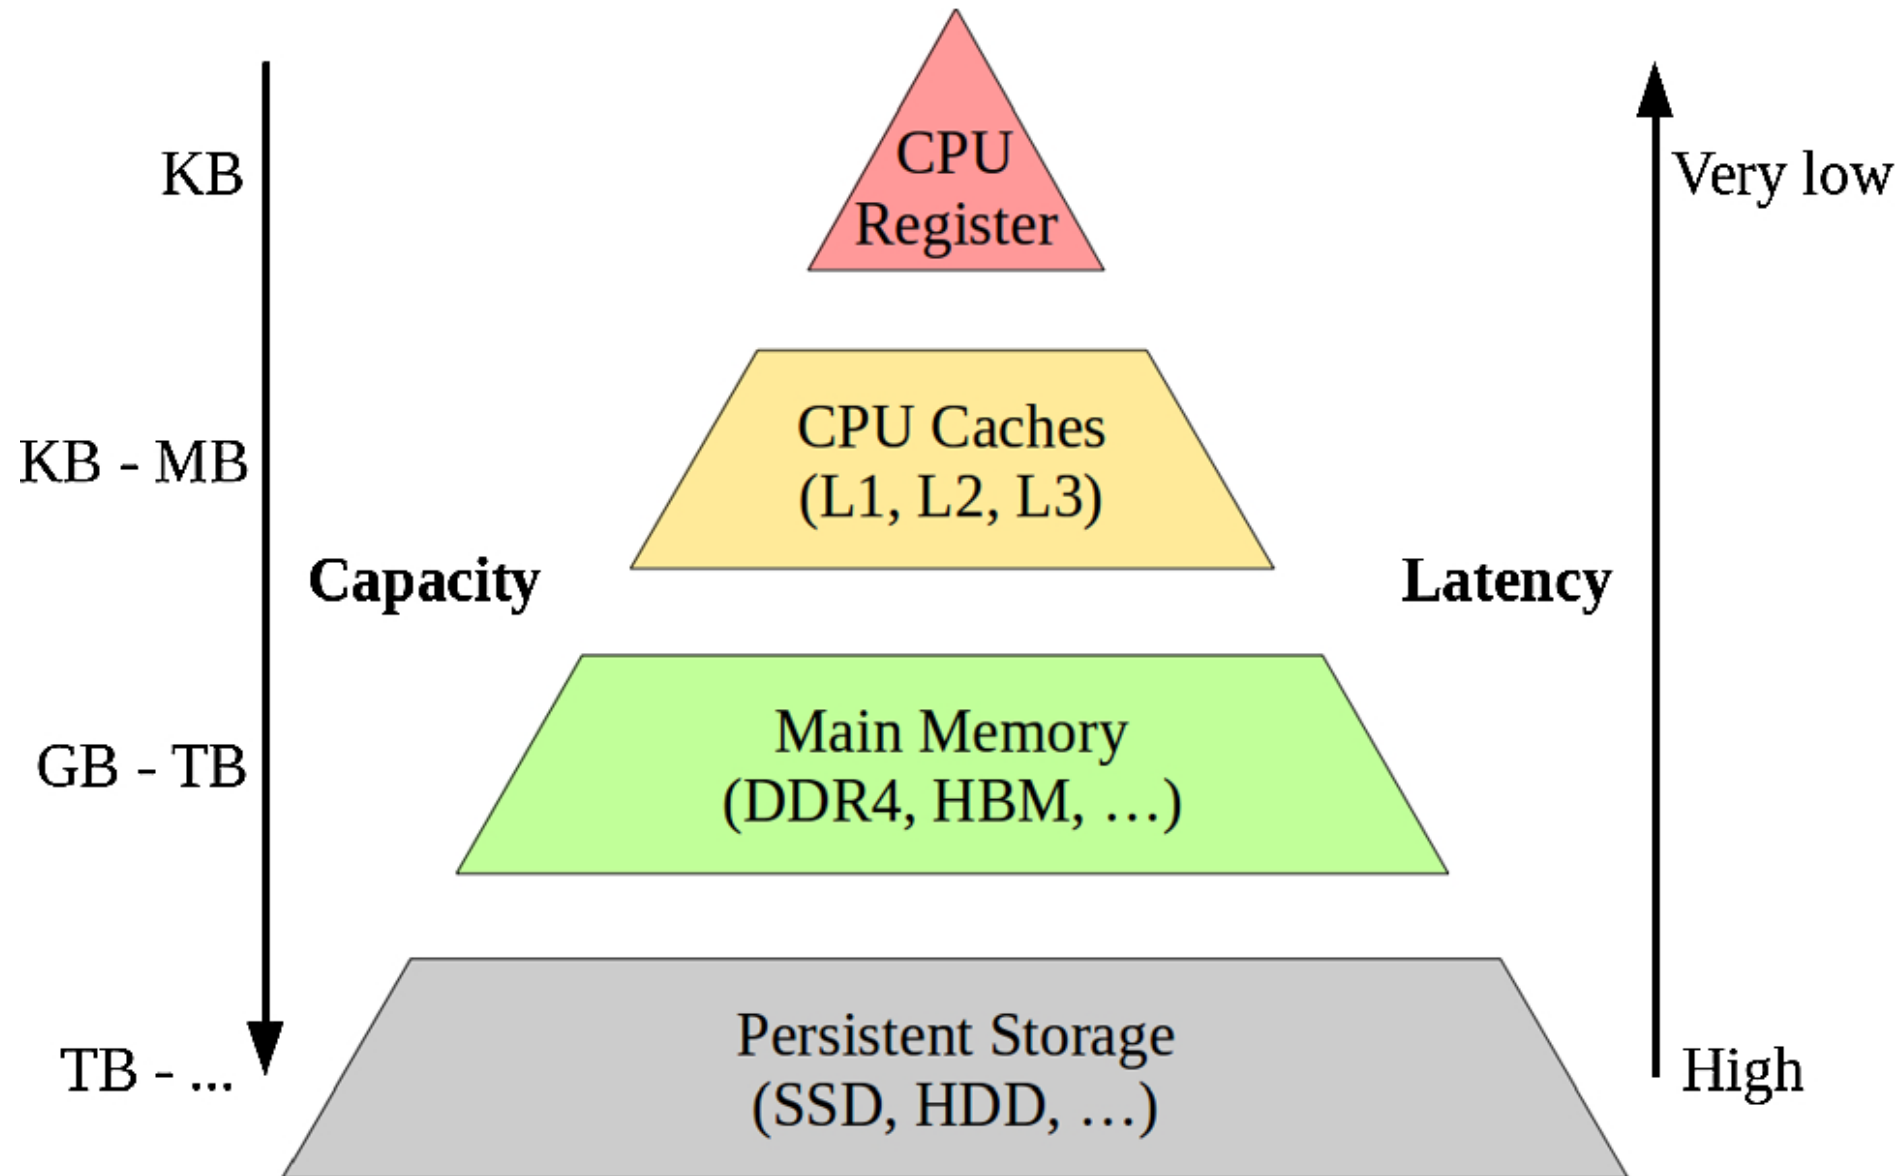 CPU
Register
KB
Very low
CPU Caches
(L1, L2, L3)
KB - MB
Capacity
Latency
Main Memory
(DDR4, HBM, …)
GB - TB
Persistent Storage
(SSD, HDD, …)
TB - ...
High